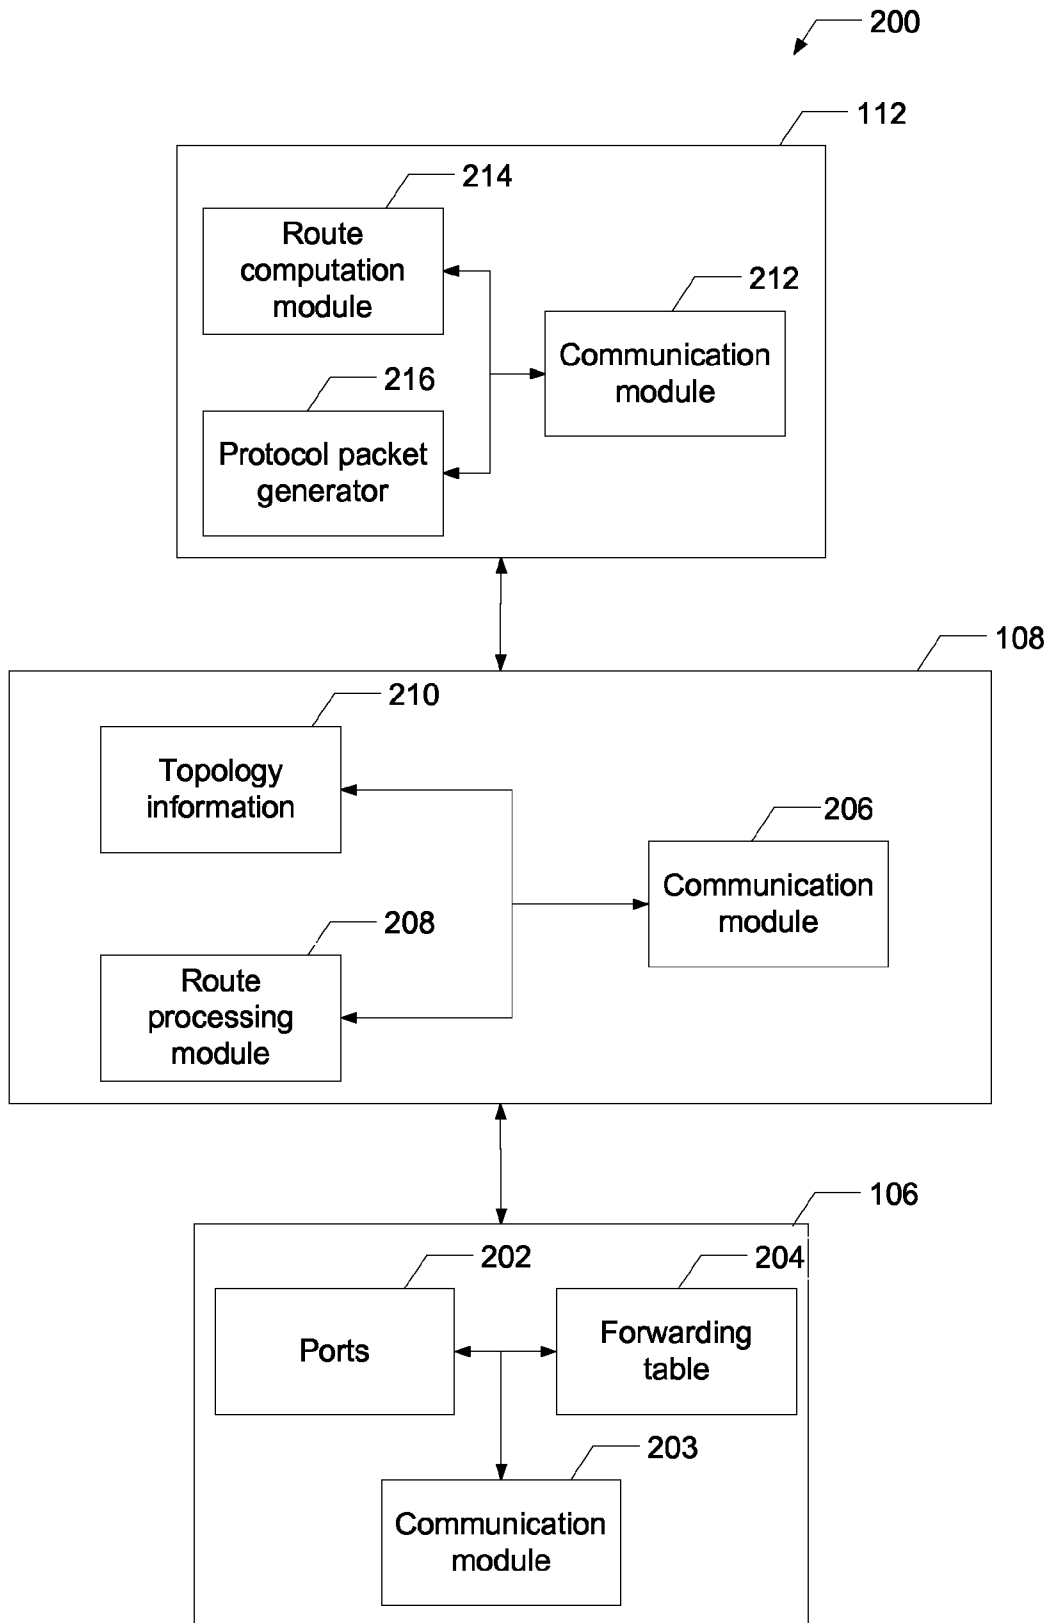 200
112
214
Route
computation
module
212
Communication
module
216
Protocol packet
generator
108
210
Topology
information
206
Communication
module
208
Route
processing
module
106
202
204
Ports
Forwarding
table
203
Communication
module